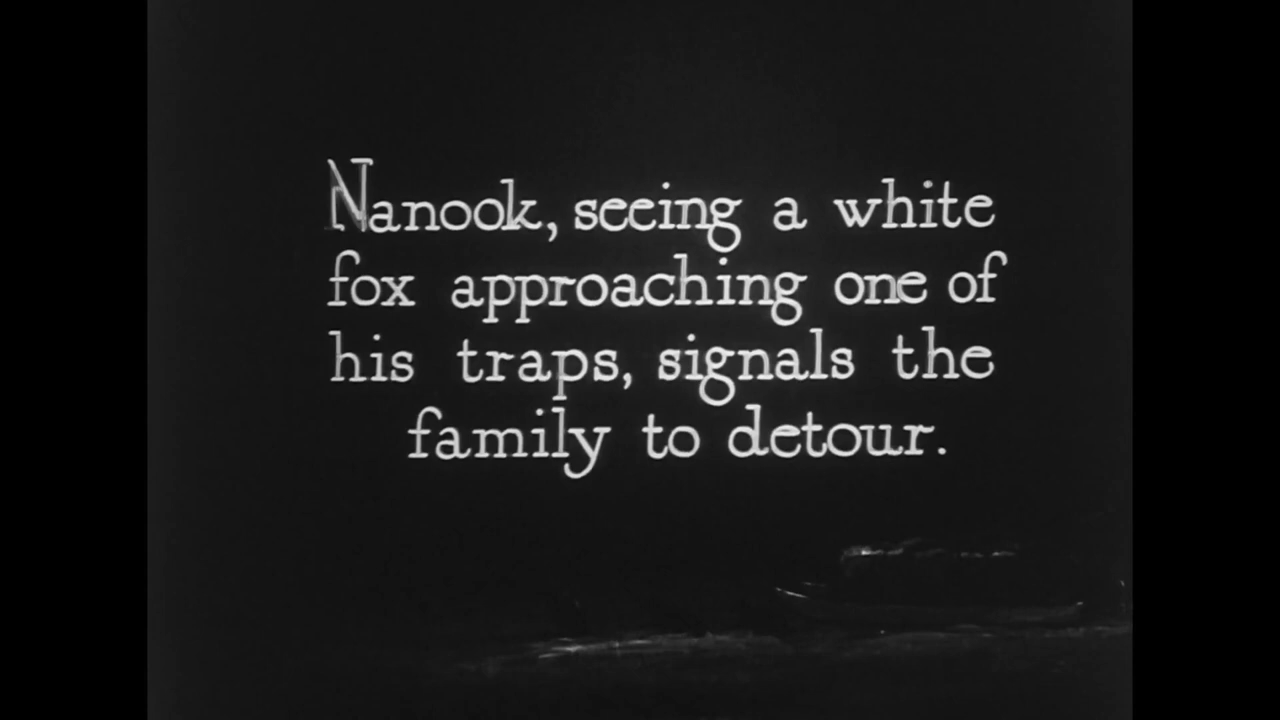 Nanook, seeing a white
fox approaching one of
his traps, signals the
family to detour.